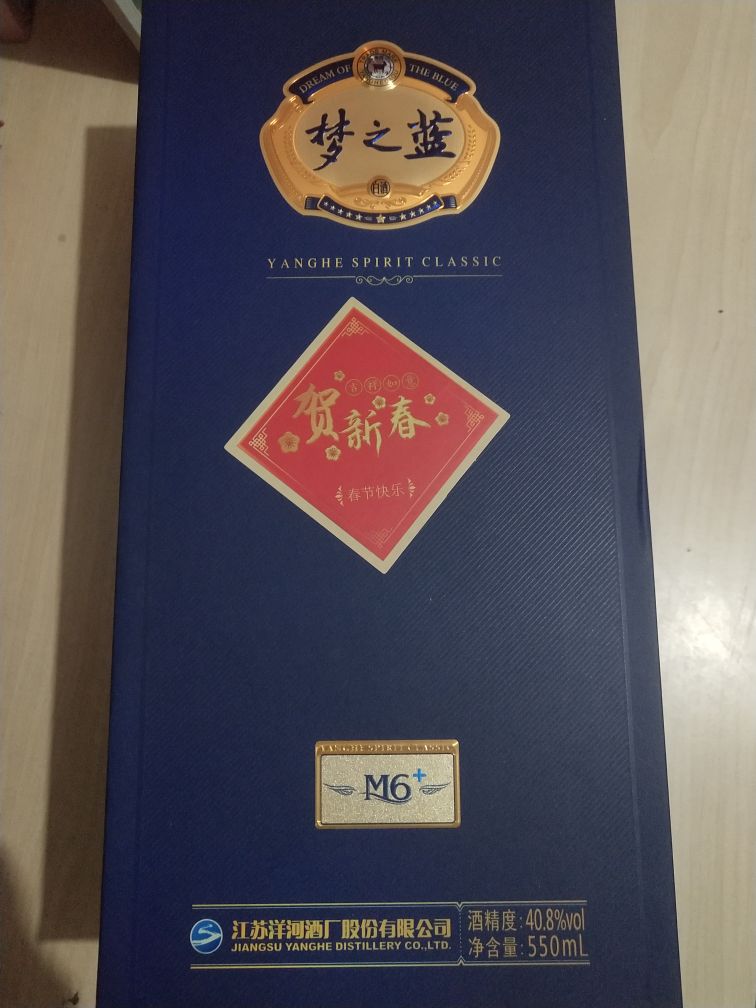 DREAM OF THE BLUE
梦之蓝
白酒
YANGHE SPIRIT CLASSIC
吉祥如意
贺新春
春节快乐
YANGHE SPIRIT CLASSIC
M6+
江苏洋河酒厂股份有限公司
JIANGSU YANGHE DISTILLERY CO.,LTD.
酒精度:40.8%vol
净含量:550mL